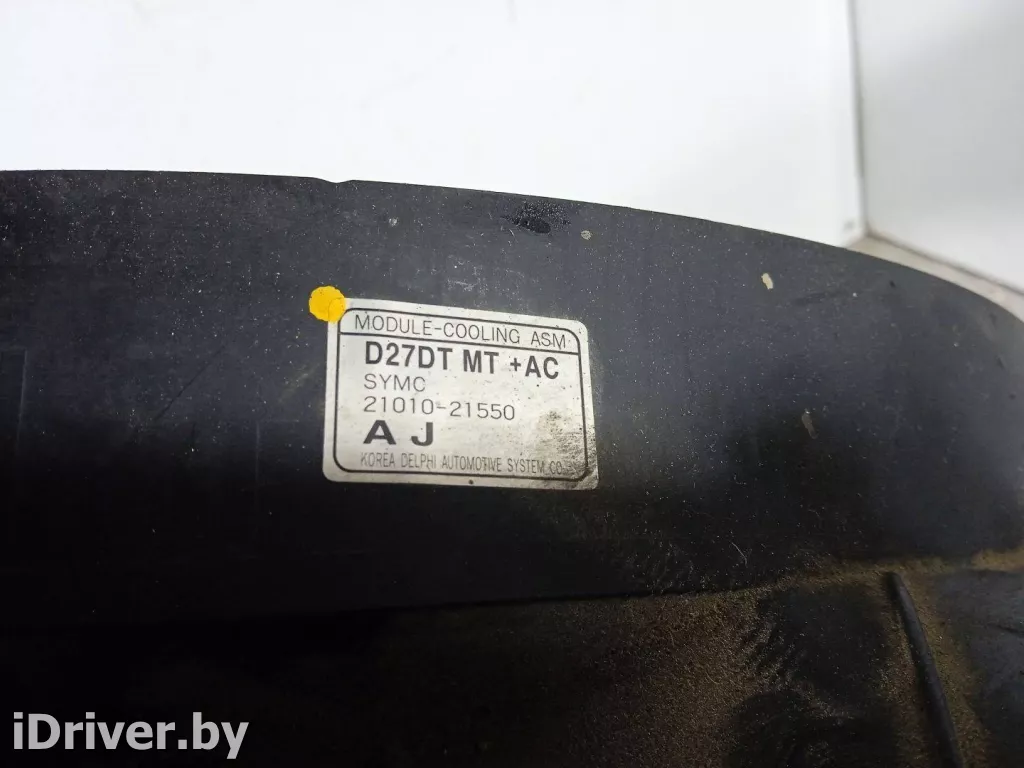 MODULE-COOLING ASM
D27DT MT +AC
SYMC
21010-21550
A J
KOREA DELPHI AUTOMOTIVE SYSTEM CO
iDriver.by